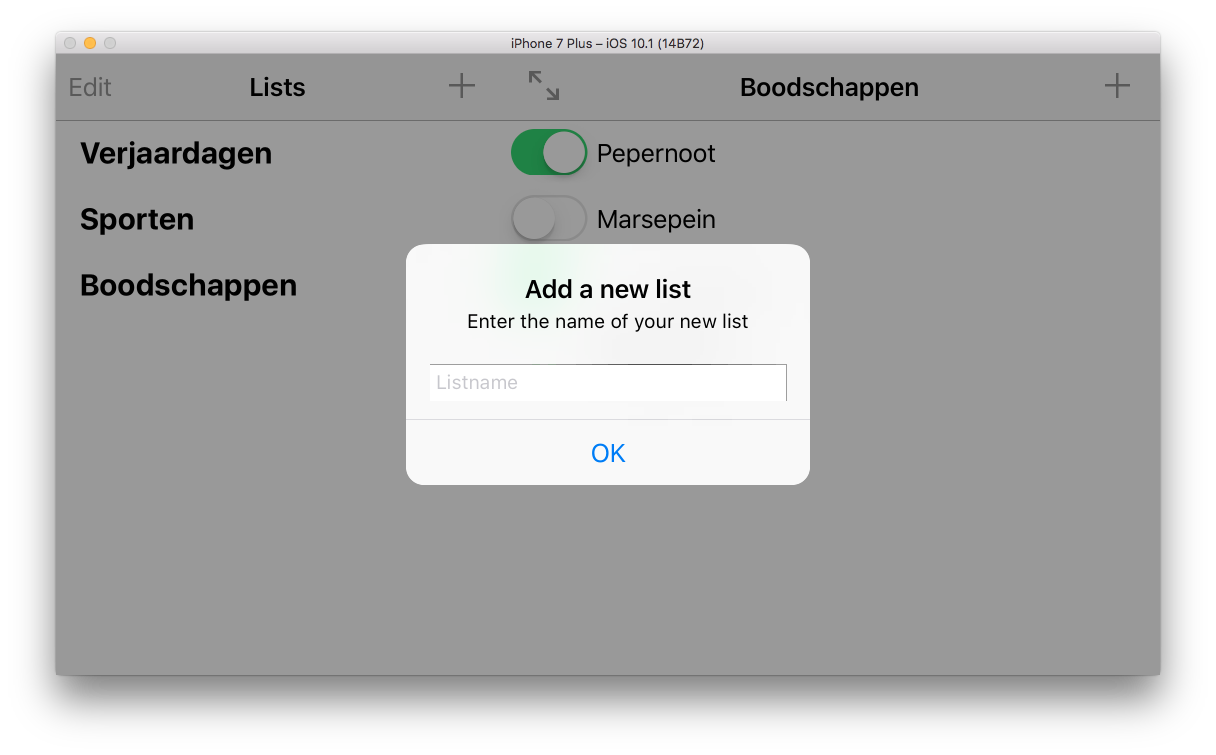 iPhone 7 Plus – iOS 10.1 (14B72)
Edit Lists Boodschappen
Verjaardagen Pepernoot
Sporten Marsepein
Boodschappen
Add a new list
Enter the name of your new list
Listname
OK